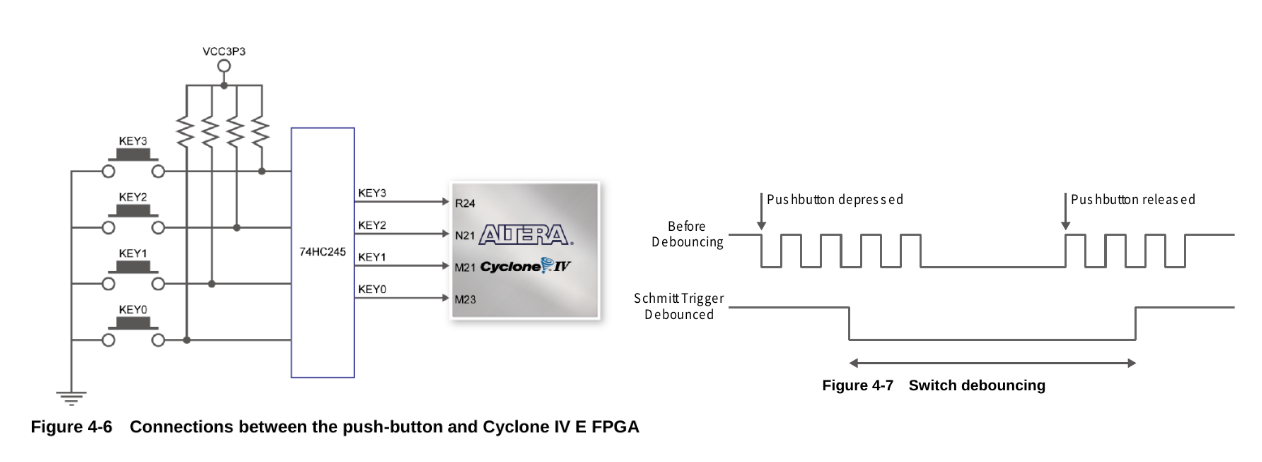 VCC3P3
KEY3
KEY2
KEY1
KEY0
74HC245
KEY3
KEY2
KEY1
KEY0
R24
N21
M21
M23
ALTERA.
Cyclone IV
Figure 4-6 Connections between the push-button and Cyclone IV E FPGA
Pushbutton depressed
Pushbutton released
Before
Debouncing
Schmitt Trigger
Debounced
Figure 4-7 Switch debouncing